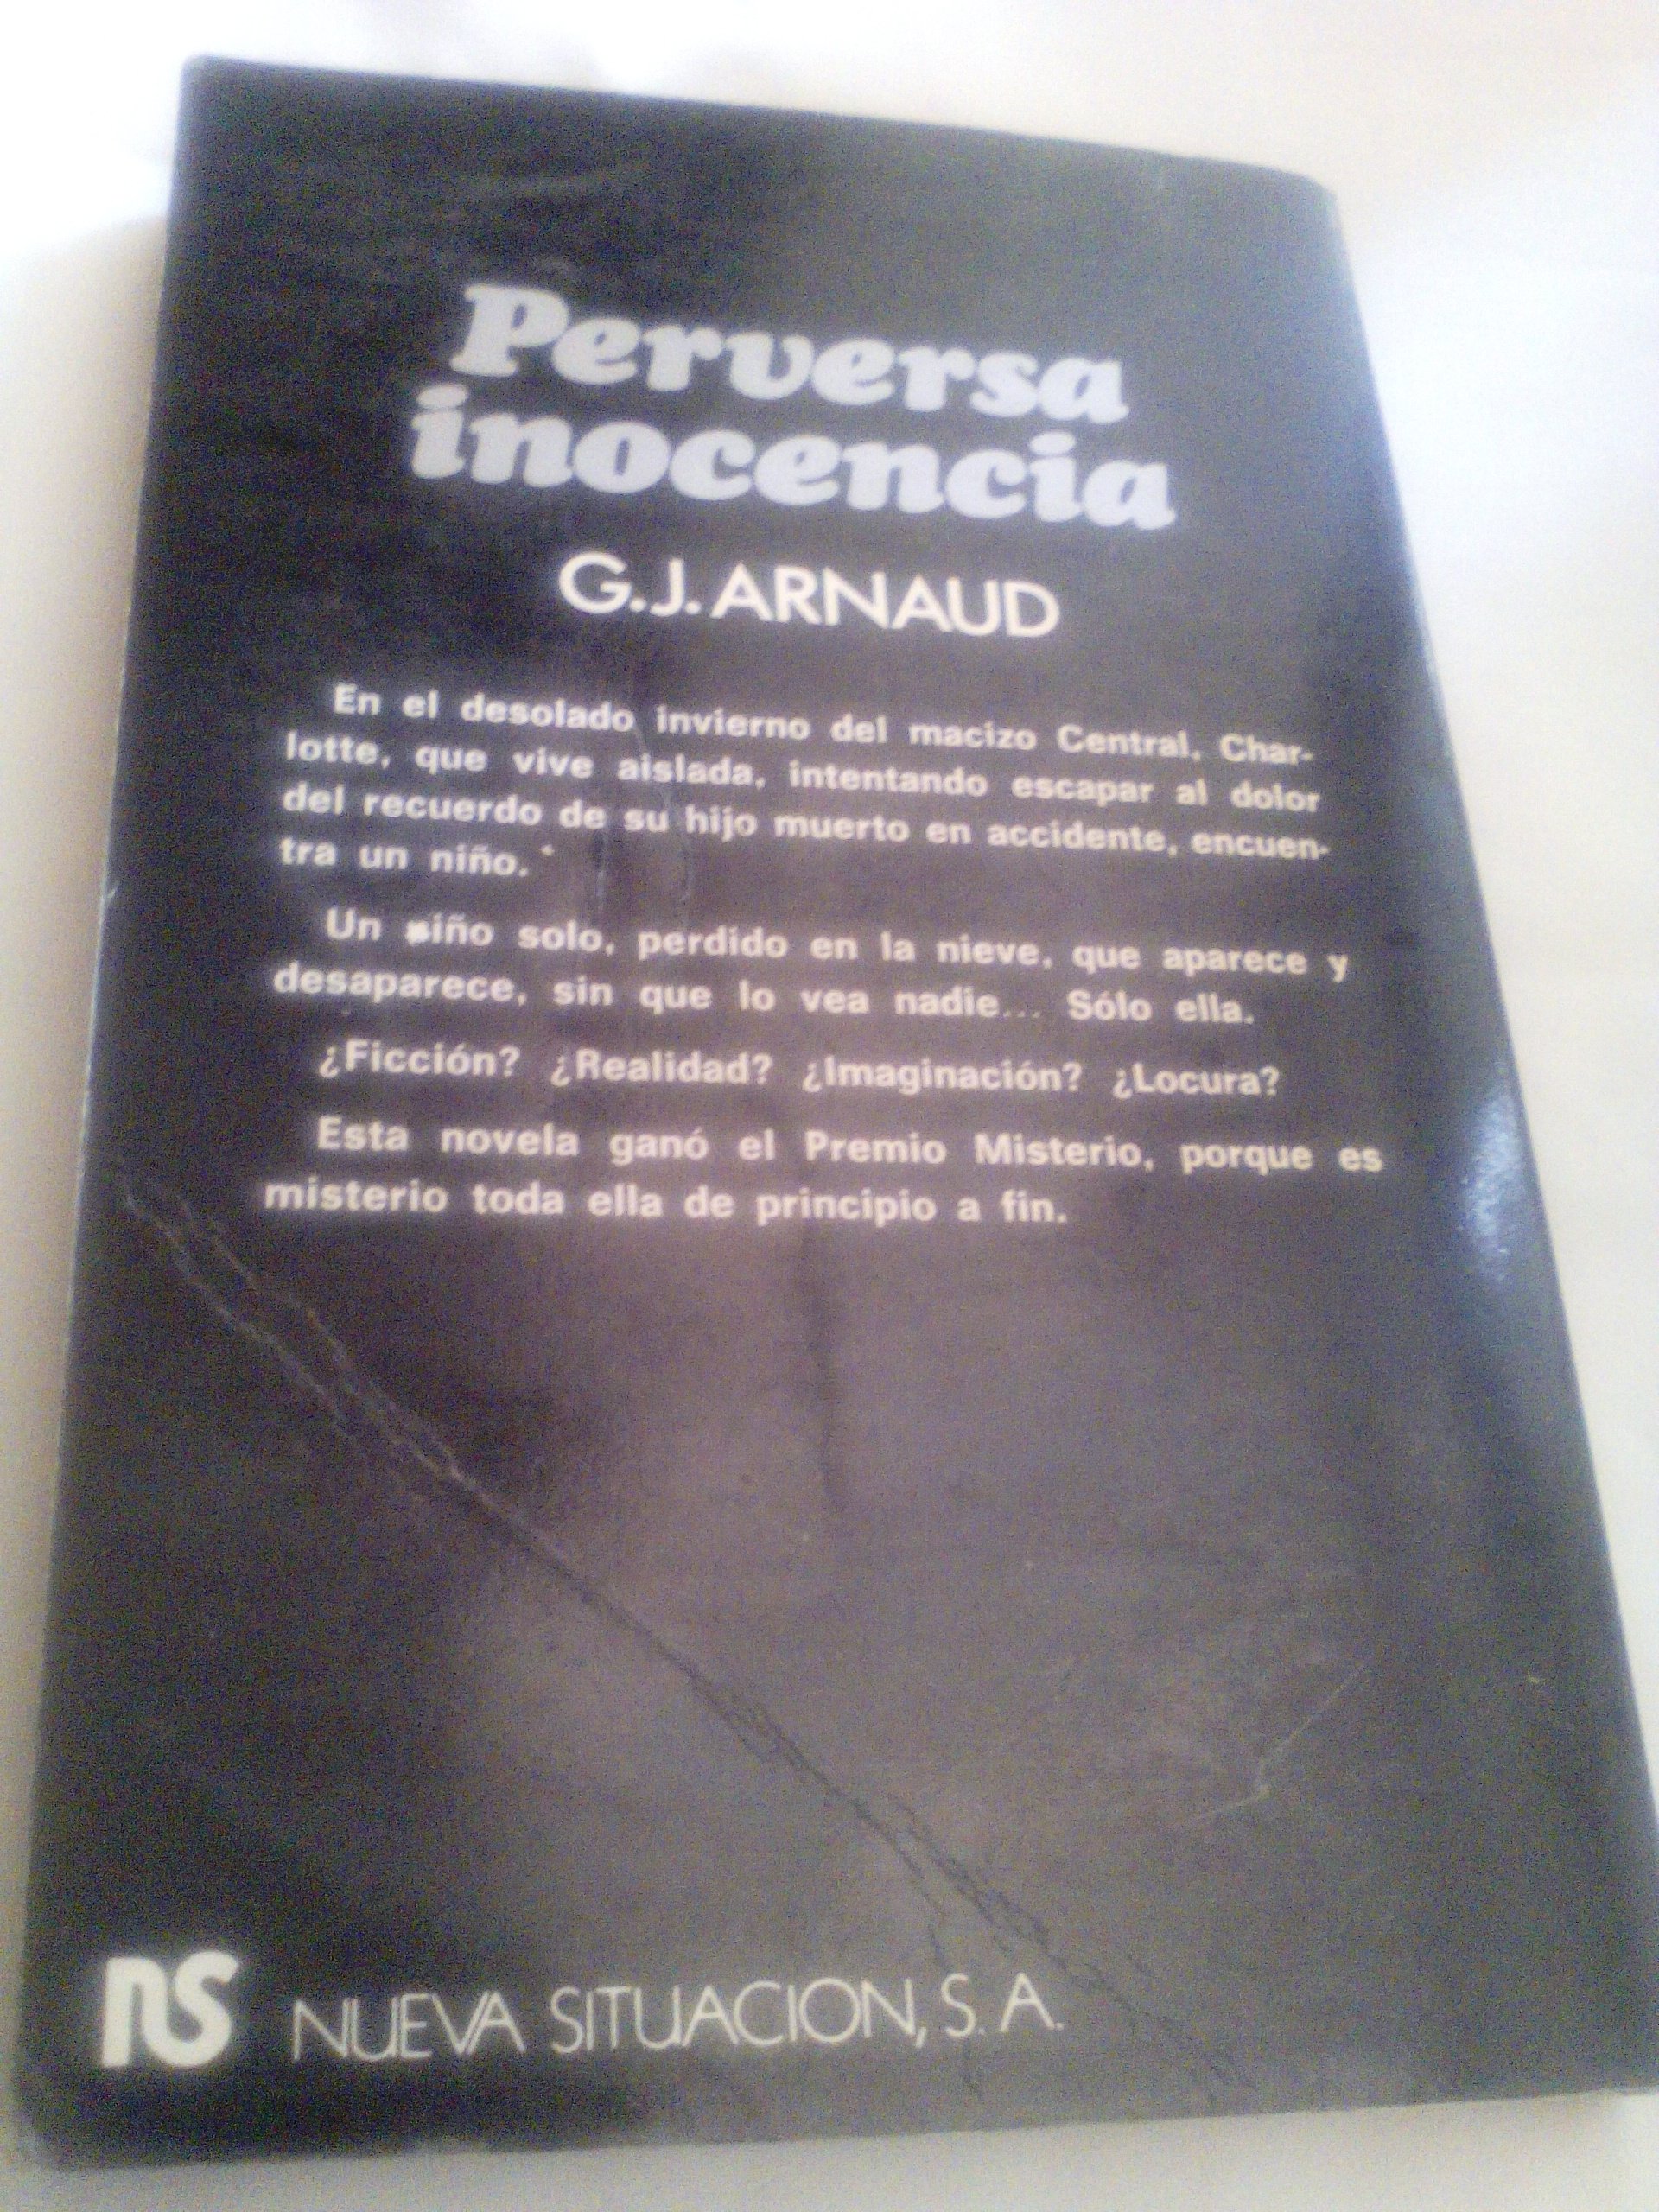 Perversa
inocencia
G.J. ARNAUD
En el desolado invierno del macizo Central, Char-
lotte, que vive aislada, intentando escapar al dolor
del recuerdo de su hijo muerto en accidente, encuen-
tra un niño.
Un niño solo, perdido en la nieve, que aparece y
desaparece, sin que lo vea nadie... Sólo ella.
¿Ficción? ¿Realidad? ¿Imaginación? ¿Locura?
Esta novela ganó el Premio Misterio, porque es
misterio toda ella de principio a fin.
ns NUEVA SITUACION, S. A.